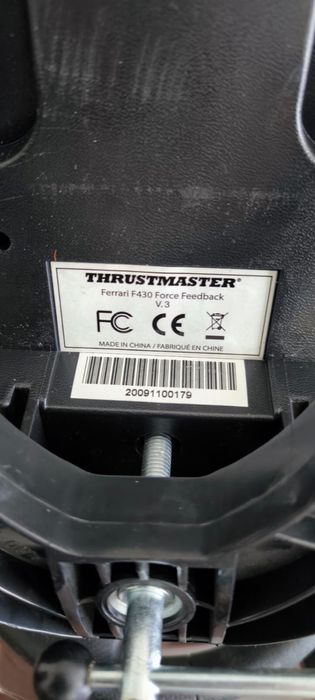 THRUSTMASTER®
Ferrari F430 Force Feedback
V.3
FC CE
MADE IN CHINA / FABRIQUÉ EN CHINE
20091100179